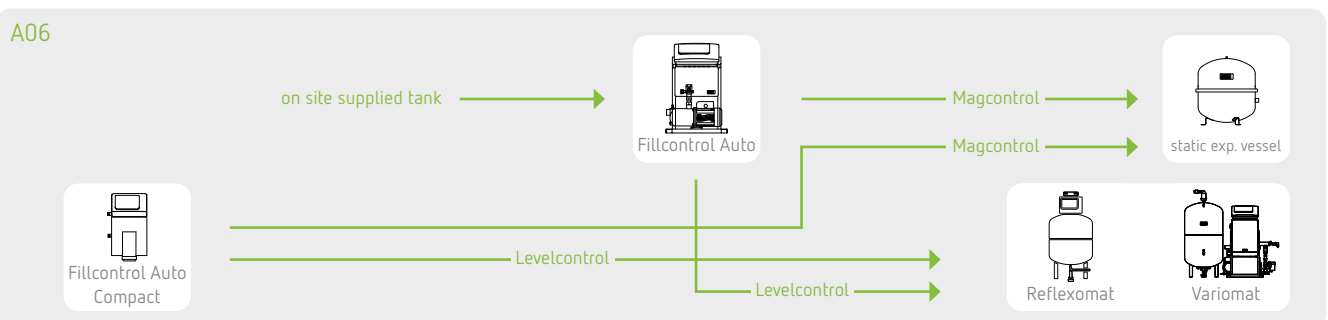 A06
on site supplied tank
Fillcontrol Auto
Magcontrol
Magcontrol
static exp. vessel
Fillcontrol Auto
Compact
Levelcontrol
Levelcontrol
Reflexomat
Variomat